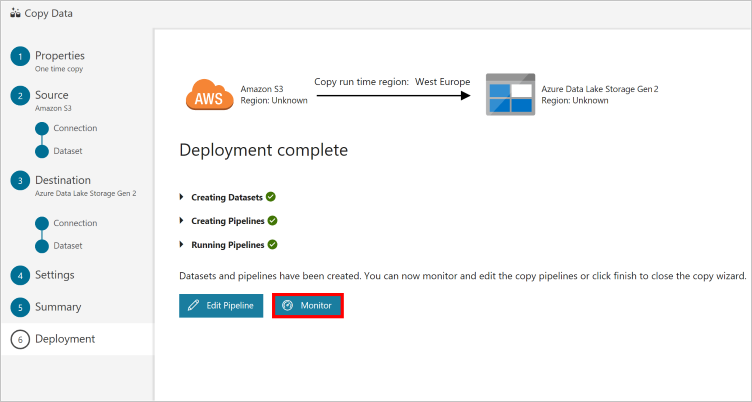 Copy Data
1
Properties
One time copy
2
Source
Amazon S3
Connection
Dataset
3
Destination
Azure Data Lake Storage Gen 2
Connection
Dataset
4
Settings
5
Summary
6
Deployment
AWS
Amazon S3
Region: Unknown
Copy run time region: West Europe
Azure Data Lake Storage Gen2
Region: Unknown
Deployment complete
Creating Datasets
Creating Pipelines
Running Pipelines
Datasets and pipelines have been created. You can now monitor and edit the copy pipelines or click finish to close the copy wizard.
Edit Pipeline
Monitor